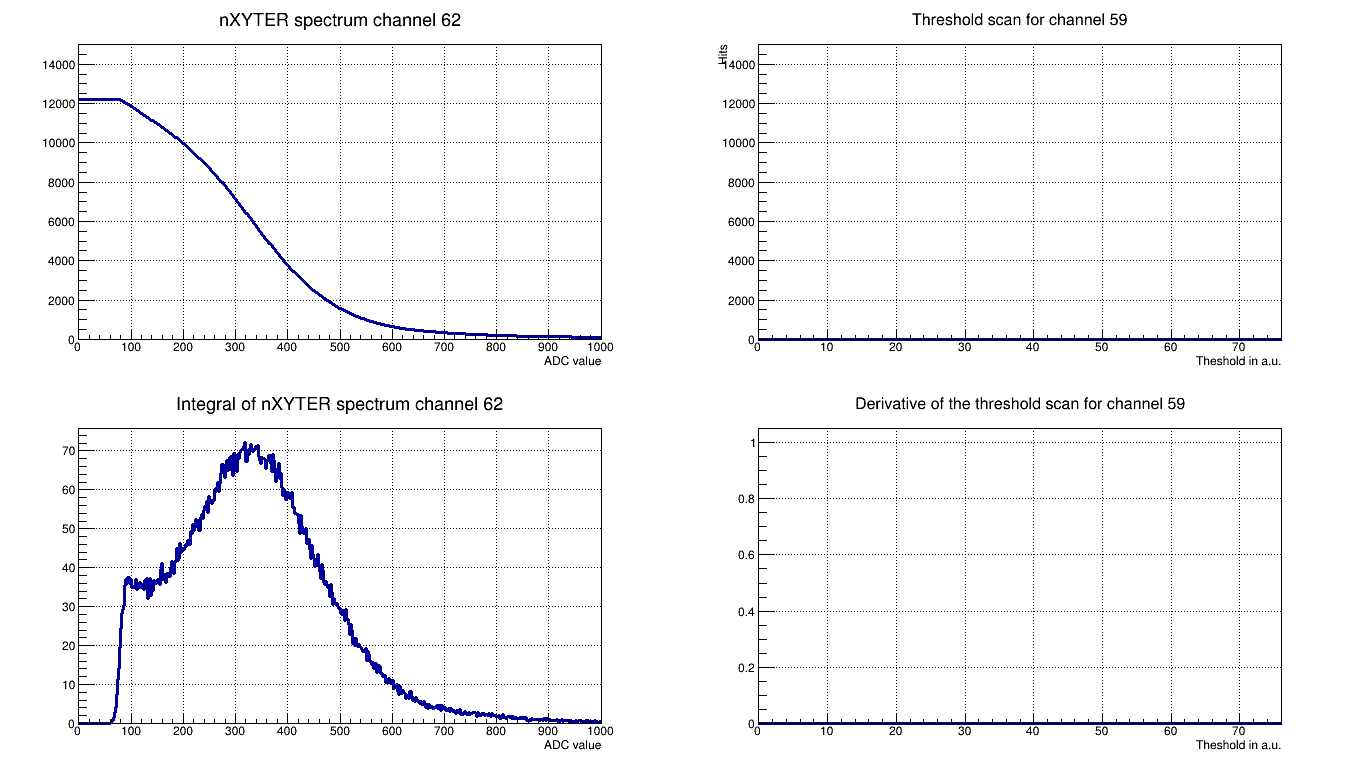 nXYTER spectrum channel 62
14000
12000
10000
8000
6000
4000
2000
0
0 100 200 300 400 500 600 700 800 900 1000
ADC value
Threshold scan for channel 59
Hits
14000
12000
10000
8000
6000
4000
2000
0
0 10 20 30 40 50 60 70
Theshold in a.u.
Integral of nXYTER spectrum channel 62
70
60
50
40
30
20
10
0
0 100 200 300 400 500 600 700 800 900 1000
ADC value
Derivative of the threshold scan for channel 59
1
0.8
0.6
0.4
0.2
0
0 10 20 30 40 50 60 70
Theshold in a.u.